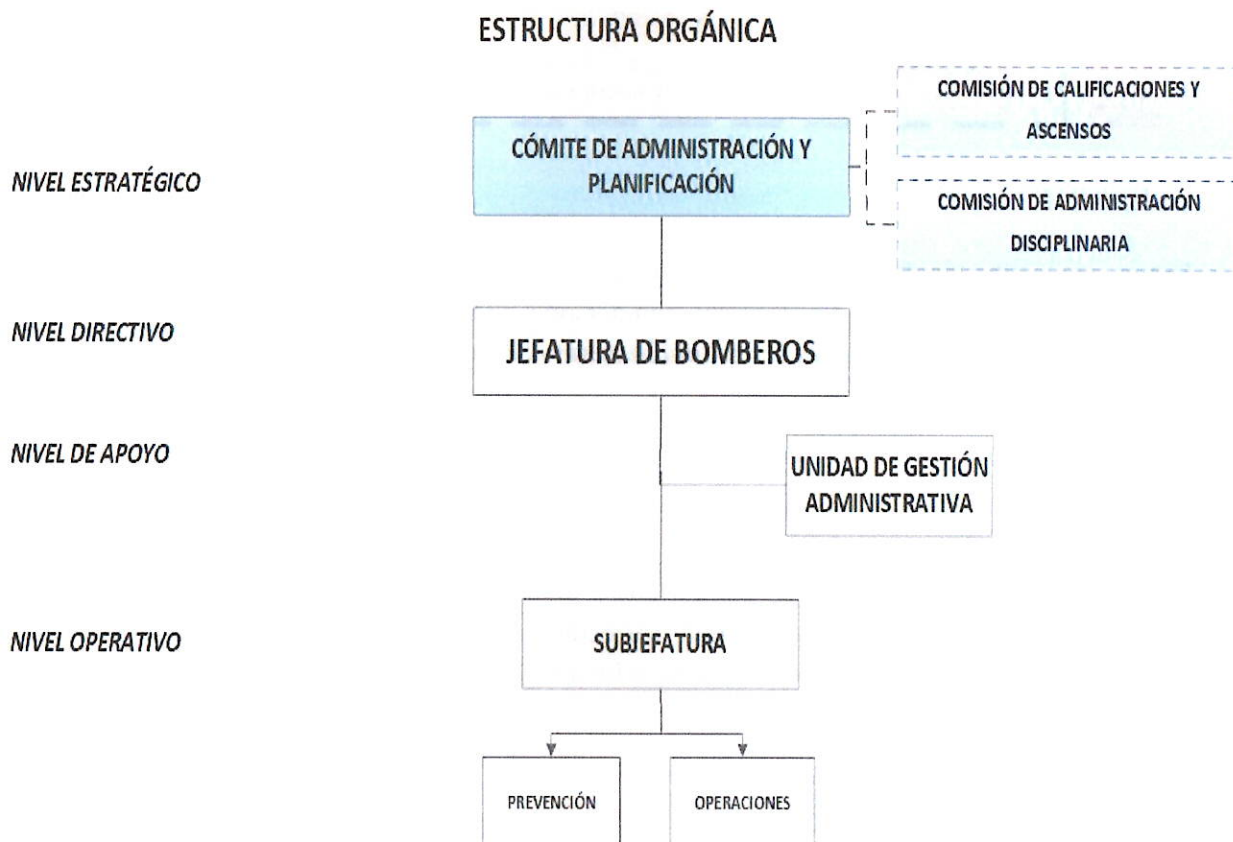 ESTRUCTURA ORGÁNICA
COMISIÓN DE CALIFICACIONES Y
ASCENSOS
CÓMITE DE ADMINISTRACIÓN Y
PLANIFICACIÓN
NIVEL ESTRATÉGICO
COMISIÓN DE ADMINISTRACIÓN
DISCIPLINARIA
NIVEL DIRECTIVO
JEFATURA DE BOMBEROS
NIVEL DE APOYO
UNIDAD DE GESTIÓN
ADMINISTRATIVA
NIVEL OPERATIVO
SUBJEFATURA
PREVENCIÓN
OPERACIONES